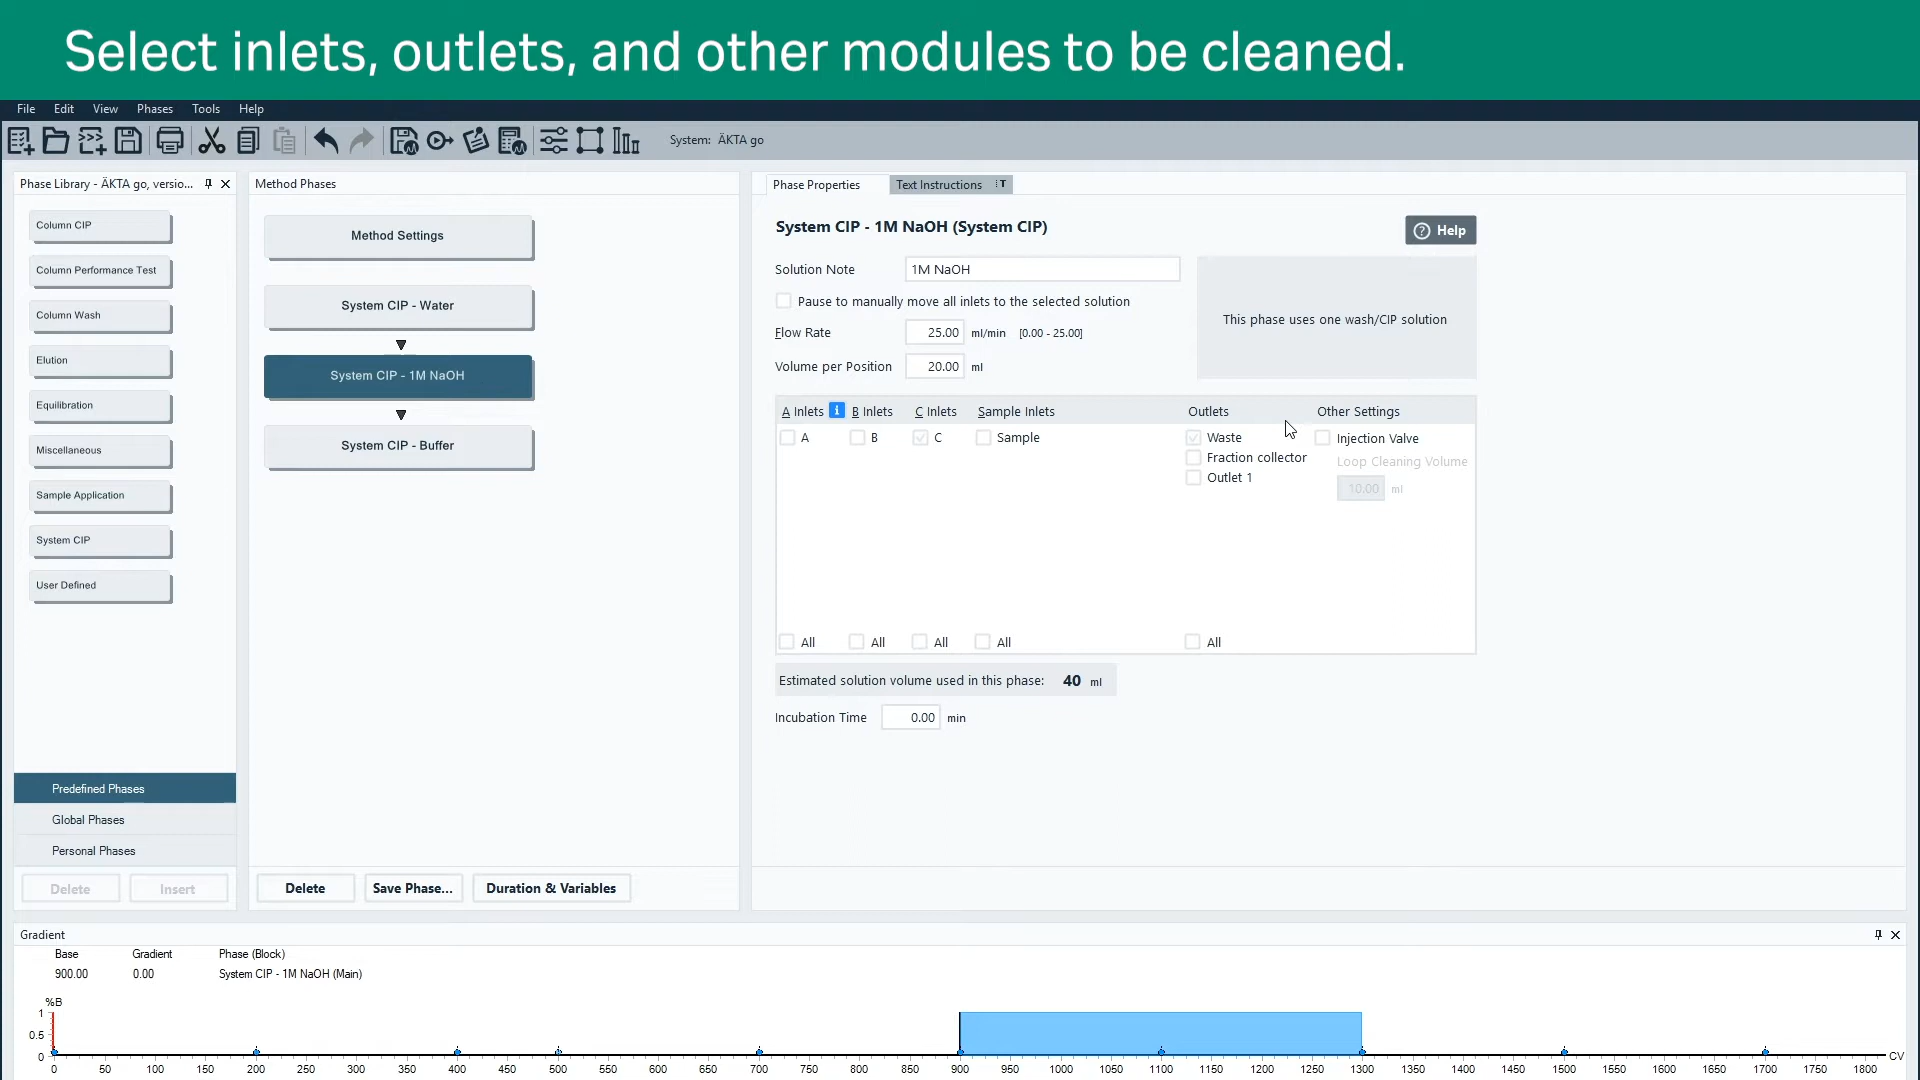 Select inlets, outlets, and other modules to be cleaned.
File Edit View Phases Tools Help
System: ÄKTA go
Phase Library - ÄKTA go, versio...
Column CIP
Column Performance Test
Column Wash
Elution
Equilibration
Miscellaneous
Sample Application
System CIP
User Defined
Predefined Phases
Global Phases
Personal Phases
Delete Insert
Method Phases
Method Settings
System CIP - Water
System CIP - 1M NaOH
System CIP - Buffer
Delete Save Phase... Duration & Variables
Phase Properties Text Instructions
System CIP - 1M NaOH (System CIP)
Help
Solution Note 1M NaOH
Pause to manually move all inlets to the selected solution
Flow Rate 25.00 ml/min [0.00 - 25.00]
Volume per Position 20.00 ml
This phase uses one wash/CIP solution
A Inlets B Inlets C Inlets Sample Inlets Outlets Other Settings
A B C Sample Waste Injection Valve
Fraction collector Loop Cleaning Volume
Outlet 1 10.00 ml
All All All All All
Estimated solution volume used in this phase: 40 ml
Incubation Time 0.00 min
Gradient
Base Gradient Phase (Block)
900.00 0.00 System CIP - 1M NaOH (Main)
%B
1
0.5
0
CV
0 50 100 150 200 250 300 350 400 450 500 550 600 650 700 750 800 850 900 950 1000 1050 1100 1150 1200 1250 1300 1350 1400 1450 1500 1550 1600 1650 1700 1750 1800